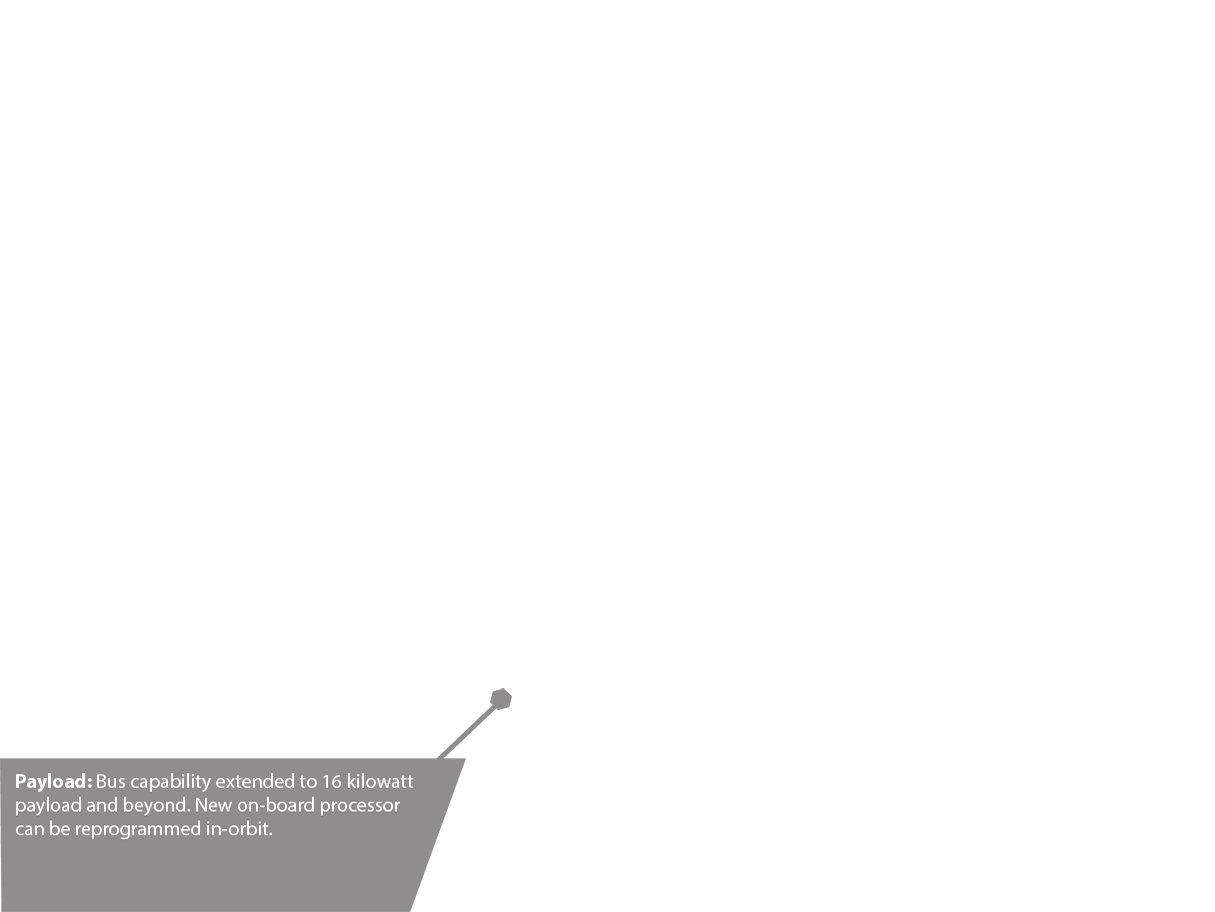 Payload: Bus capability extended to 16 kilowatt
payload and beyond. New on-board processor
can be reprogrammed in-orbit.